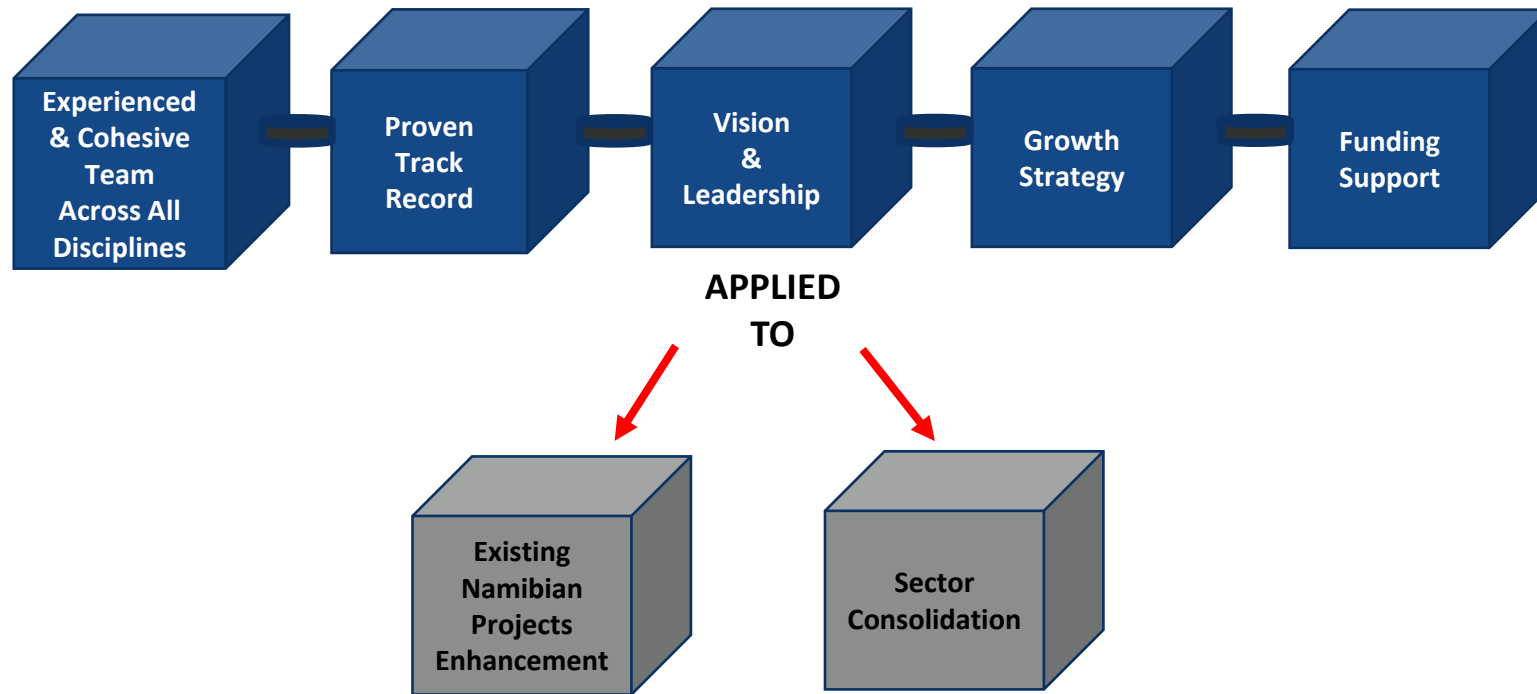 Experienced
& Cohesive
Team
Across All
Disciplines
Proven
Track
Record
Vision
&
Leadership
Growth
Strategy
Funding
Support
APPLIED
TO
Existing
Namibian
Projects
Enhancement
Sector
Consolidation